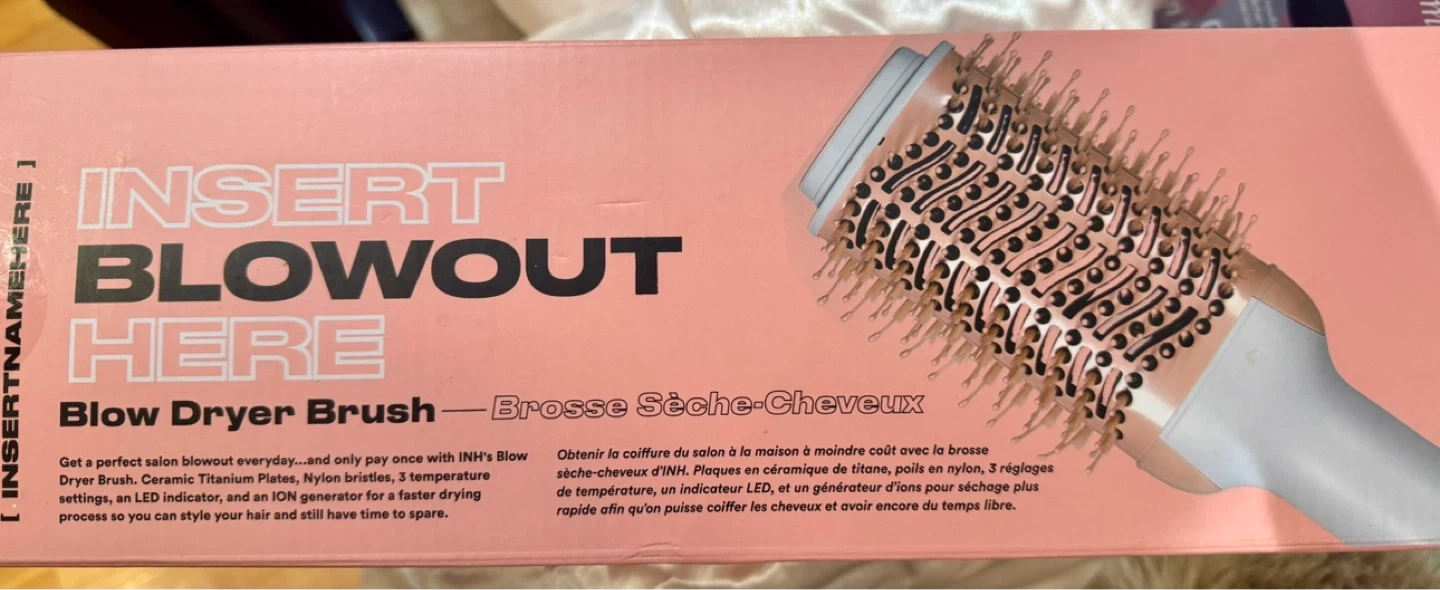 [ INSERTNAMEHERE ]
INSERT
BLOWOUT
HERE
Blow Dryer Brush — Brosse Sèche-Cheveux
Get a perfect salon blowout everyday...and only pay once with INH's Blow
Dryer Brush. Ceramic Titanium Plates, Nylon bristles, 3 temperature
settings, an LED indicator, and an ION generator for a faster drying
process so you can style your hair and still have time to spare.
Obtenir la coiffure du salon à la maison à moindre coût avec la brosse
sèche-cheveux d'INH. Plaques en céramique de titane, poils en nylon, 3 réglages
de température, un indicateur LED, et un générateur d'ions pour séchage plus
rapide afin qu'on puisse coiffer les cheveux et avoir encore du temps libre.